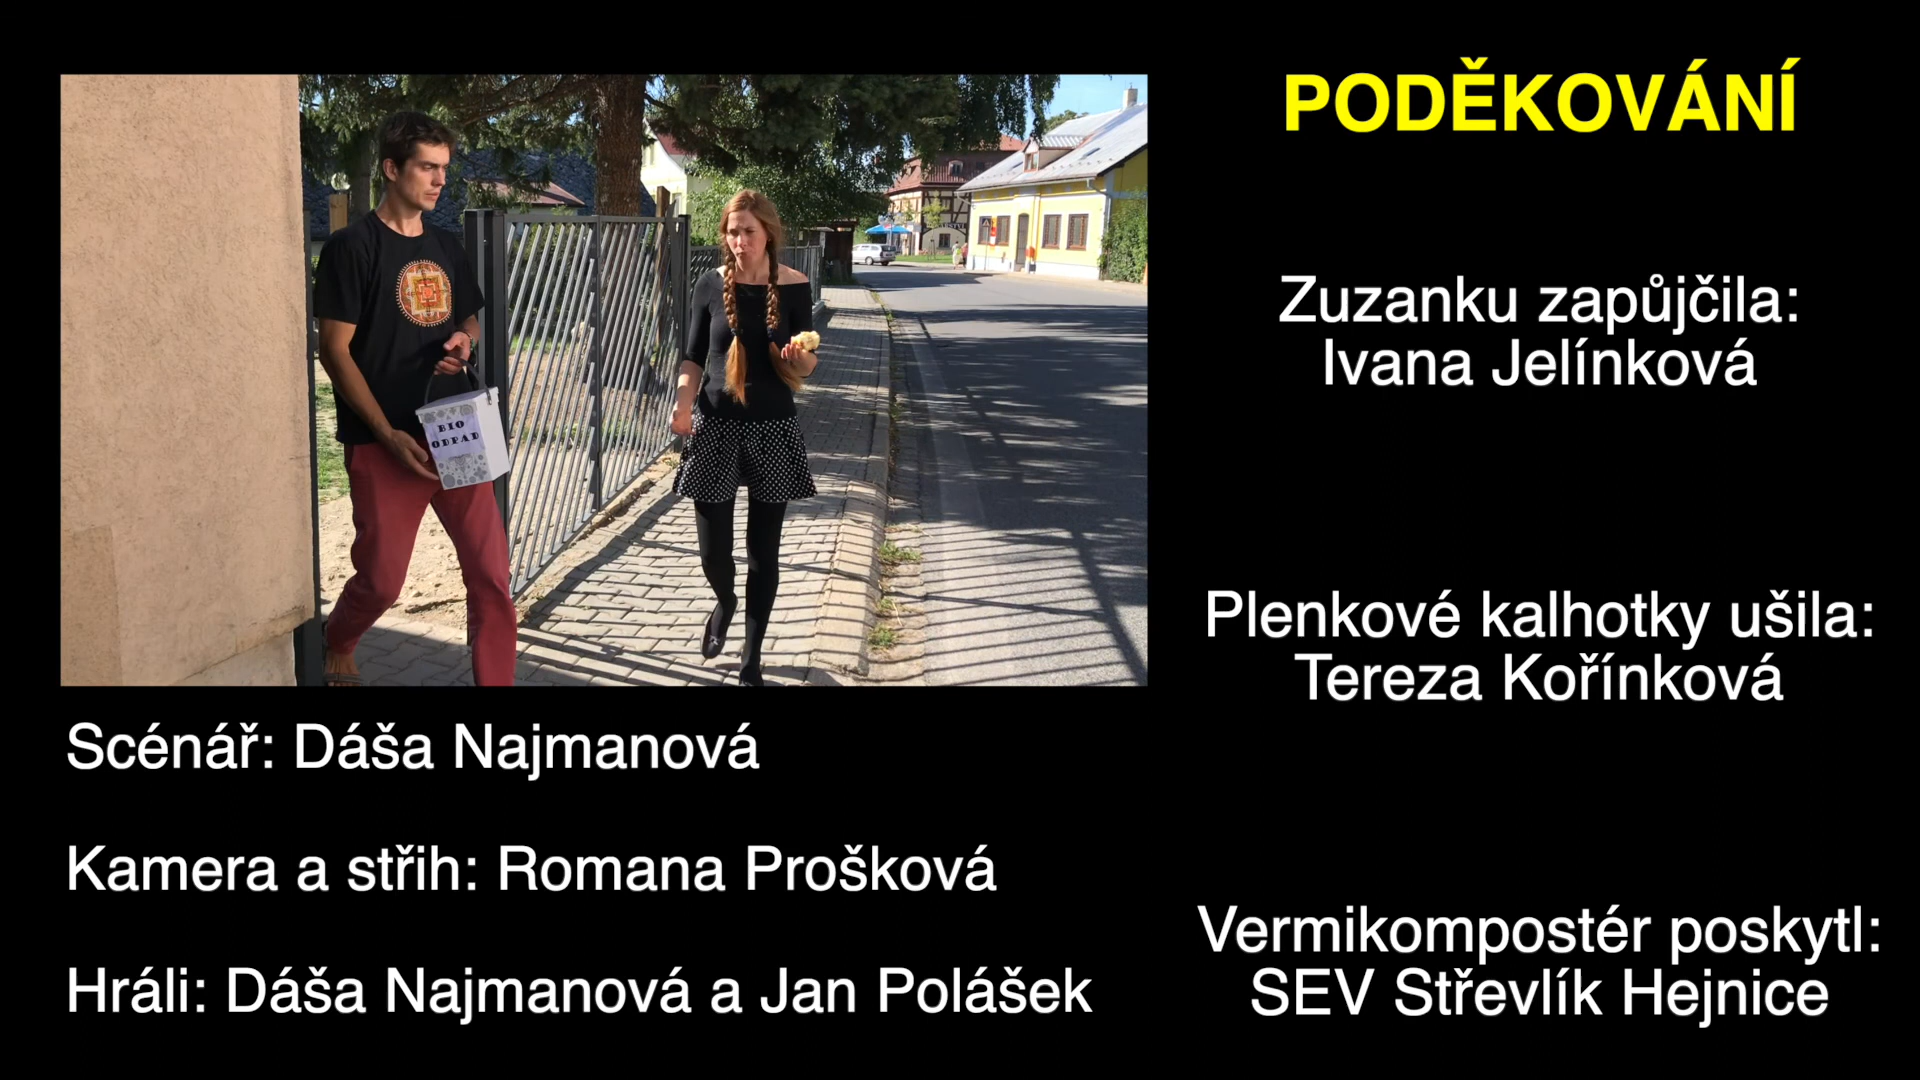 BIO
ODPAD
Scénář: Dáša Najmanová
Kamera a střih: Romana Prošková
Hráli: Dáša Najmanová a Jan Polášek
PODĚKOVÁNÍ
Zuzanku zapůjčila:
Ivana Jelínková
Plenkové kalhotky ušila:
Tereza Kořínková
Vermikompostér poskytl:
SEV Střevlík Hejnice